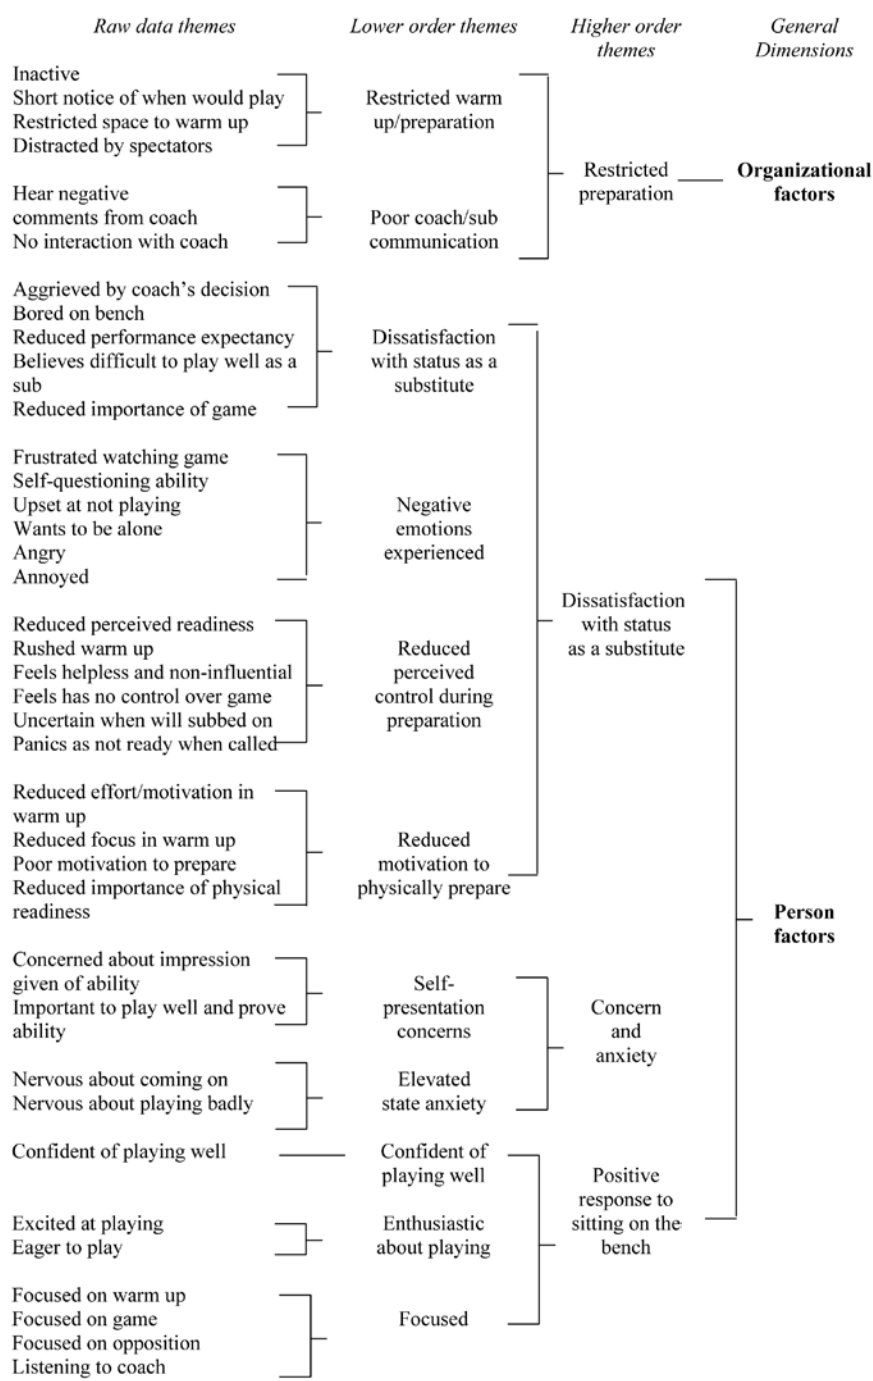 Raw data themes
Lower order themes
Higher order
themes
General
Dimensions
Inactive
Short notice of when would play
Restricted space to warm up
Distracted by spectators
Restricted warm
up/preparation
Hear negative
comments from coach
No interaction with coach
Poor coach/sub
communication
Restricted
preparation
Organizational
factors
Aggrieved by coach's decision
Bored on bench
Reduced performance expectancy
Believes difficult to play well as a
sub
Reduced importance of game
Dissatisfaction
with status as a
substitute
Frustrated watching game
Self-questioning ability
Upset at not playing
Wants to be alone
Angry
Annoyed
Negative
emotions
experienced
Reduced perceived readiness
Rushed warm up
Feels helpless and non-influential
Feels has no control over game
Uncertain when will subbed on
Panics as not ready when called
Reduced
perceived
control during
preparation
Reduced effort/motivation in
warm up
Reduced focus in warm up
Poor motivation to prepare
Reduced importance of physical
readiness
Reduced
motivation to
physically prepare
Dissatisfaction
with status
as a substitute
Concerned about impression
given of ability
Important to play well and prove
ability
Self-
presentation
concerns
Nervous about coming on
Nervous about playing badly
Elevated
state anxiety
Concern
and
anxiety
Confident of playing well
Confident of
playing well
Excited at playing
Eager to play
Enthusiastic
about playing
Focused on warm up
Focused on game
Focused on opposition
Listening to coach
Focused
Positive
response to
sitting on the
bench
Person
factors